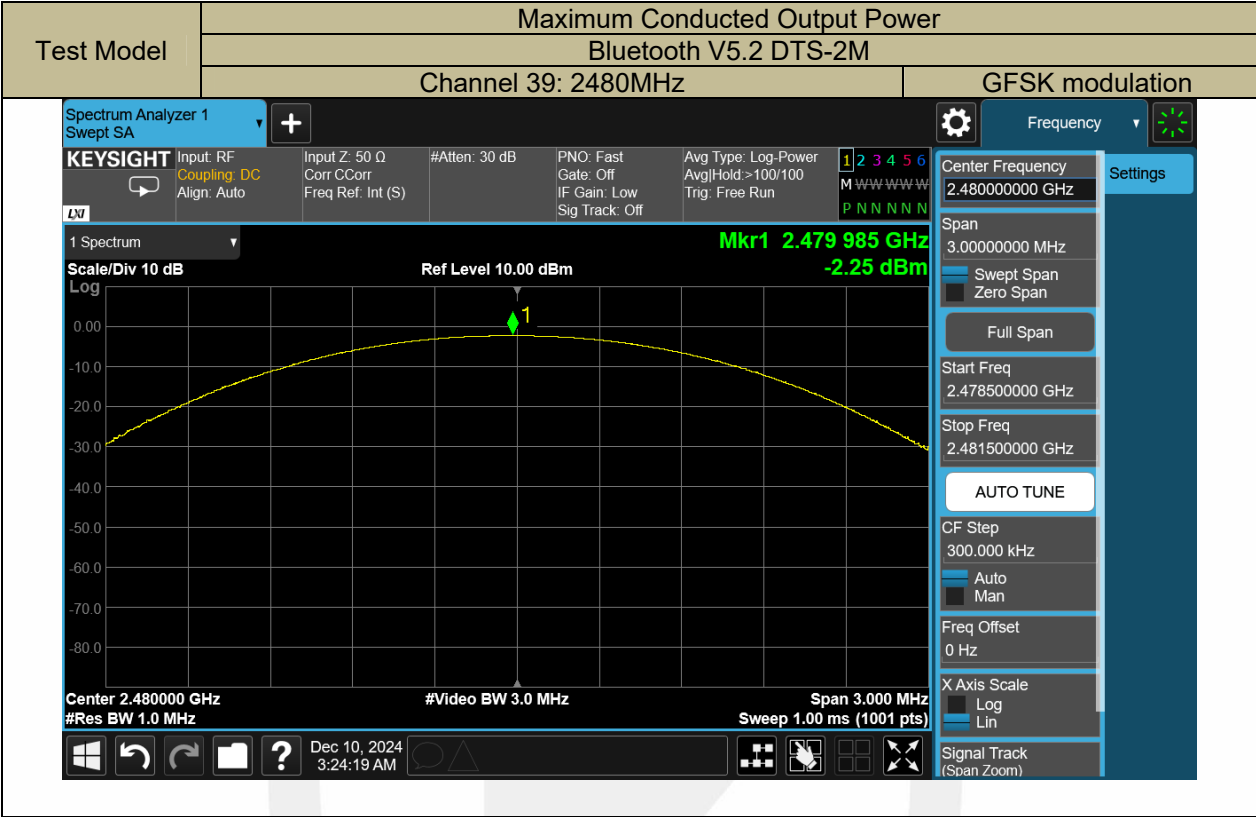 Test Model
Maximum Conducted Output Power
Bluetooth V5.2 DTS-2M
Channel 39: 2480MHz
GFSK modulation
Spectrum Analyzer 1
Swept SA
+
Frequency
KEYSIGHT
LXI
Input: RF
Coupling: DC
Align: Auto
Input Z: 50 Ω
Corr CCorr
Freq Ref: Int (S)
#Atten: 30 dB
PNO: Fast
Gate: Off
IF Gain: Low
Sig Track: Off
Avg Type: Log-Power
Avg|Hold:>100/100
Trig: Free Run
1 2 3 4 5 6
M W W W W W
P N N N N N
1 Spectrum
Scale/Div 10 dB
Ref Level 10.00 dBm
Mkr1 2.479 985 GHz
-2.25 dBm
Log
1
0.00
-10.0
-20.0
-30.0
-40.0
-50.0
-60.0
-70.0
-80.0
Center 2.480000 GHz
#Video BW 3.0 MHz
Span 3.000 MHz
#Res BW 1.0 MHz
Sweep 1.00 ms (1001 pts)
Center Frequency
2.480000000 GHz
Settings
Span
3.00000000 MHz
Swept Span
Zero Span
Full Span
Start Freq
2.478500000 GHz
Stop Freq
2.481500000 GHz
AUTO TUNE
CF Step
300.000 kHz
Auto
Man
Freq Offset
0 Hz
X Axis Scale
Log
Lin
Signal Track
(Span Zoom)
?
Dec 10, 2024
3:24:19 AM